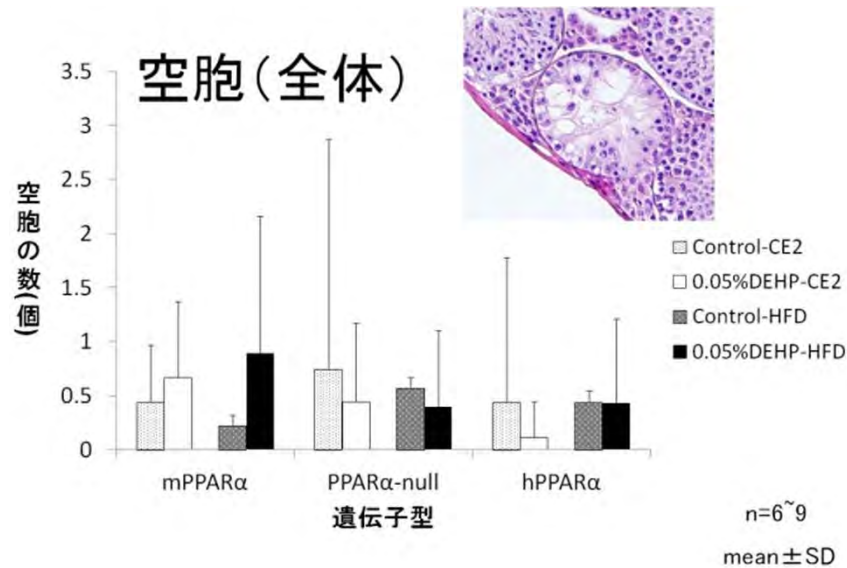 空胞(全体)
3.5
3
2.5
2
1.5
1
0.5
0
空胞の数(個)
mPPARα
PPARα-null
hPPARα
遺伝子型
Control-CE2
0.05%DEHP-CE2
Control-HFD
0.05%DEHP-HFD
n=6~9
mean±SD